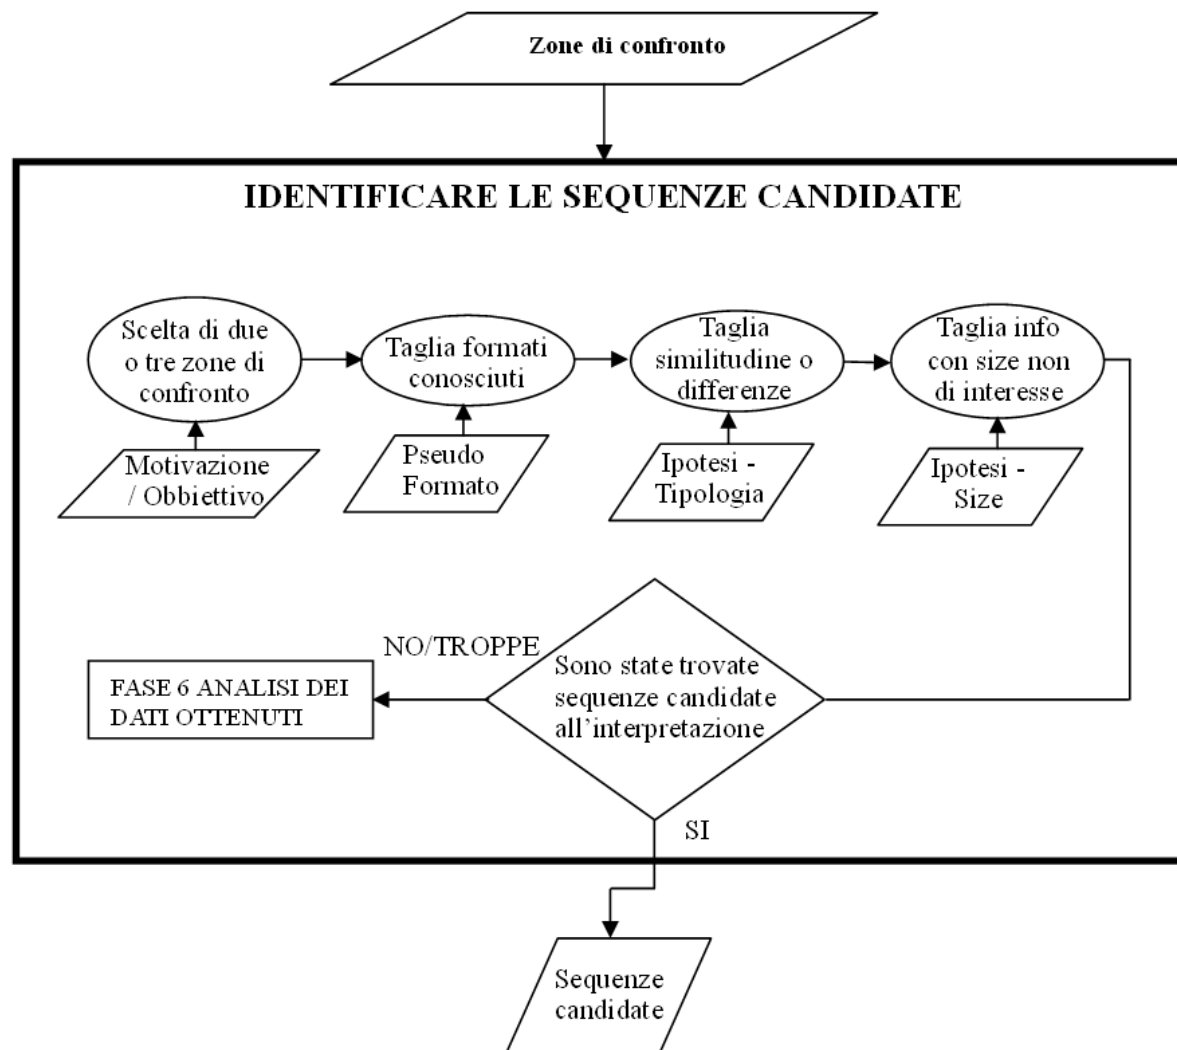 Zone di confronto
IDENTIFICARE LE SEQUENZE CANDIDATE
Scelta di due
o tre zone di
confronto
Taglia formati
conosciuti
Taglia
similitudine o
differenze
Taglia info
con size non
di interesse
Motivazione
/ Obbiettivo
Pseudo
Formato
Ipotesi -
Tipologia
Ipotesi -
Size
NO/TROPPE
Sono state trovate
sequenze candidate
all'interpretazione
FASE 6 ANALISI DEI
DATI OTTENUTI
SI
Sequenze
candidate